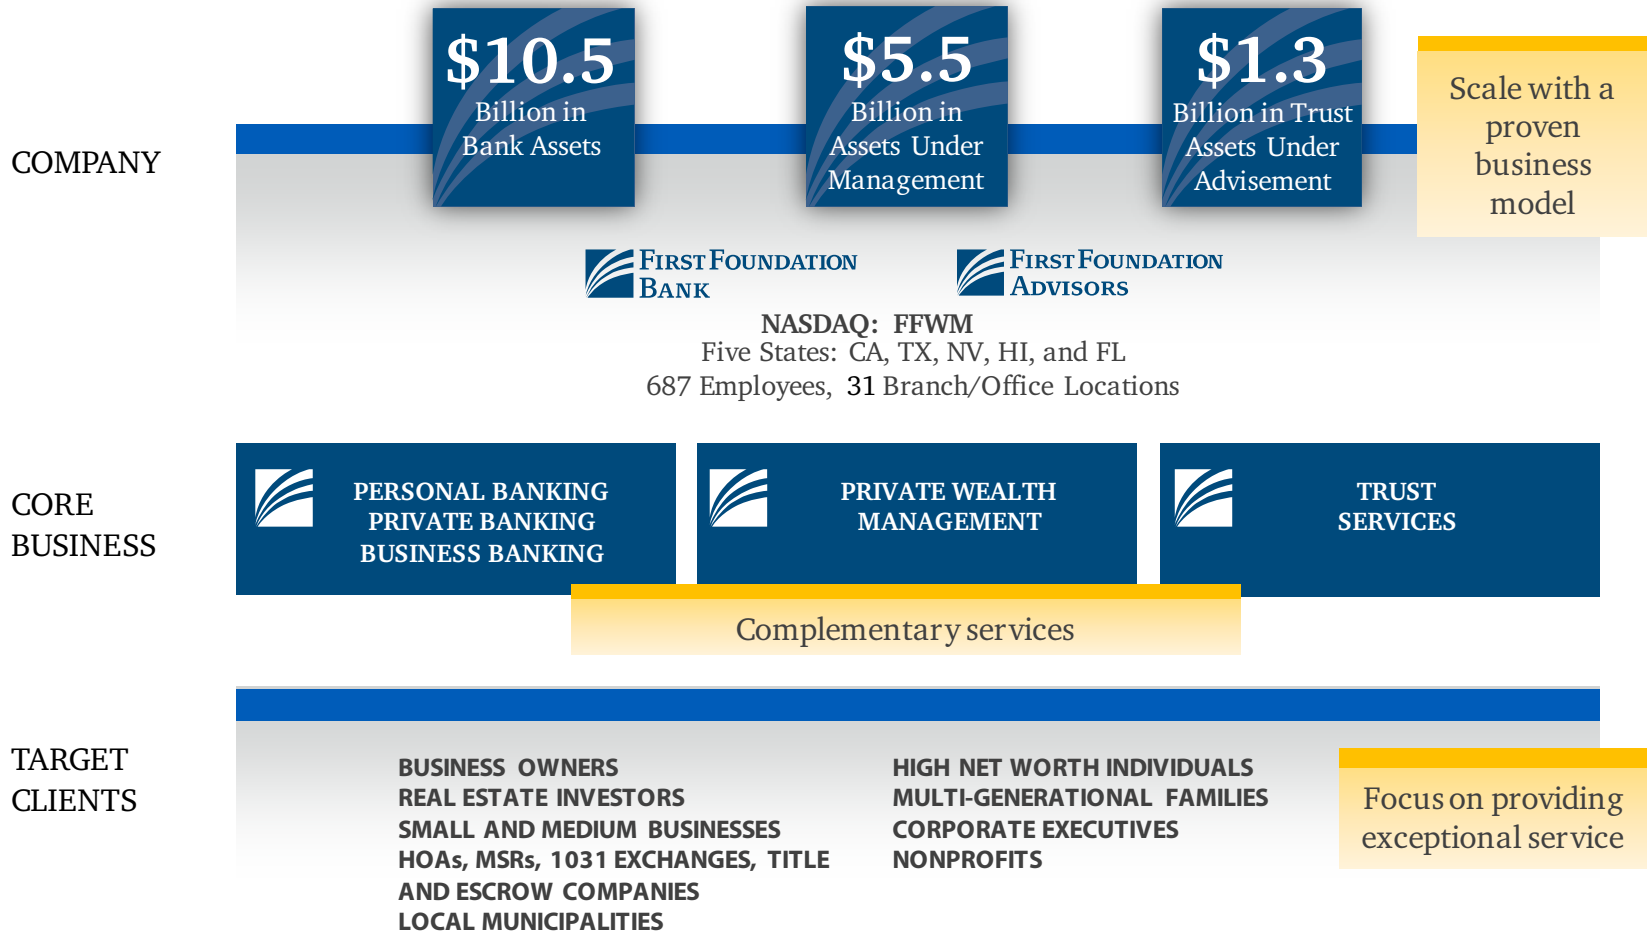 $10.5
Billion in
Bank Assets
$5.5
Billion in
Assets Under
Management
$1.3
Billion in Trust
Assets Under
Advisement
Scale with a
proven
business
model
COMPANY
FIRST FOUNDATION
BANK
FIRST FOUNDATION
ADVISORS
NASDAQ: FFWM
Five States: CA, TX, NV, HI, and FL
687 Employees, 31 Branch/Office Locations
CORE
BUSINESS
PERSONAL BANKING
PRIVATE BANKING
BUSINESS BANKING
PRIVATE WEALTH
MANAGEMENT
TRUST
SERVICES
Complementary services
TARGET
CLIENTS
BUSINESS OWNERS
REAL ESTATE INVESTORS
SMALL AND MEDIUM BUSINESSES
HOAs, MSRs, 1031 EXCHANGES, TITLE
AND ESCROW COMPANIES
LOCAL MUNICIPALITIES
HIGH NET WORTH INDIVIDUALS
MULTI-GENERATIONAL FAMILIES
CORPORATE EXECUTIVES
NONPROFITS
Focus on providing
exceptional service